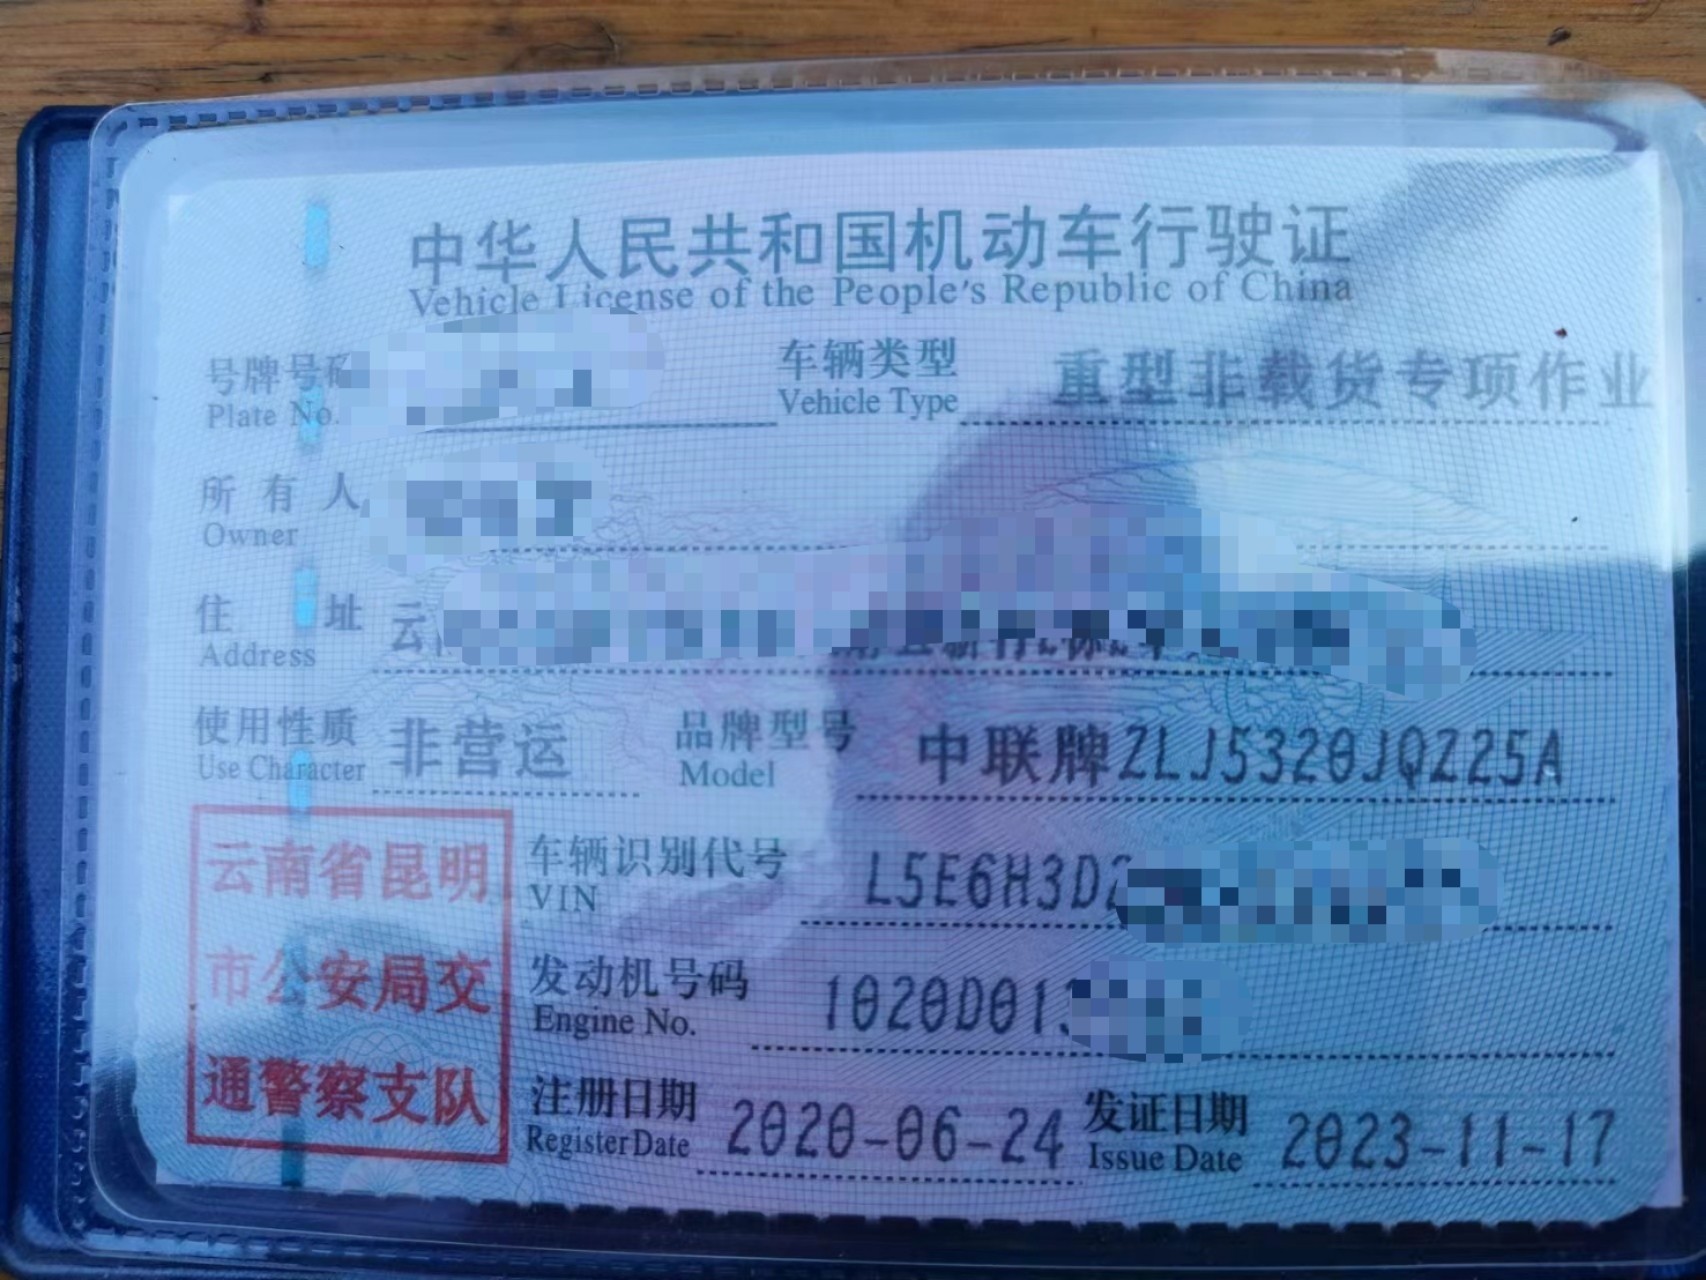 中华人民共和国机动车行驶证
Vehicle License of the People's Republic of China
号牌号码 车辆类型 重型非载货专项作业
Plate No. Vehicle Type
所有人
Owner
住址 云
Address
使用性质 非营运 品牌型号 中联牌ZLJ5320JQZ25A
Use Character Model
云南省昆明
市公安局交
通警察支队
车辆识别代号 L5E6H3D2
VIN
发动机号码 1020D013
Engine No.
注册日期 2020-06-24 发证日期 2023-11-17
Register Date Issue Date